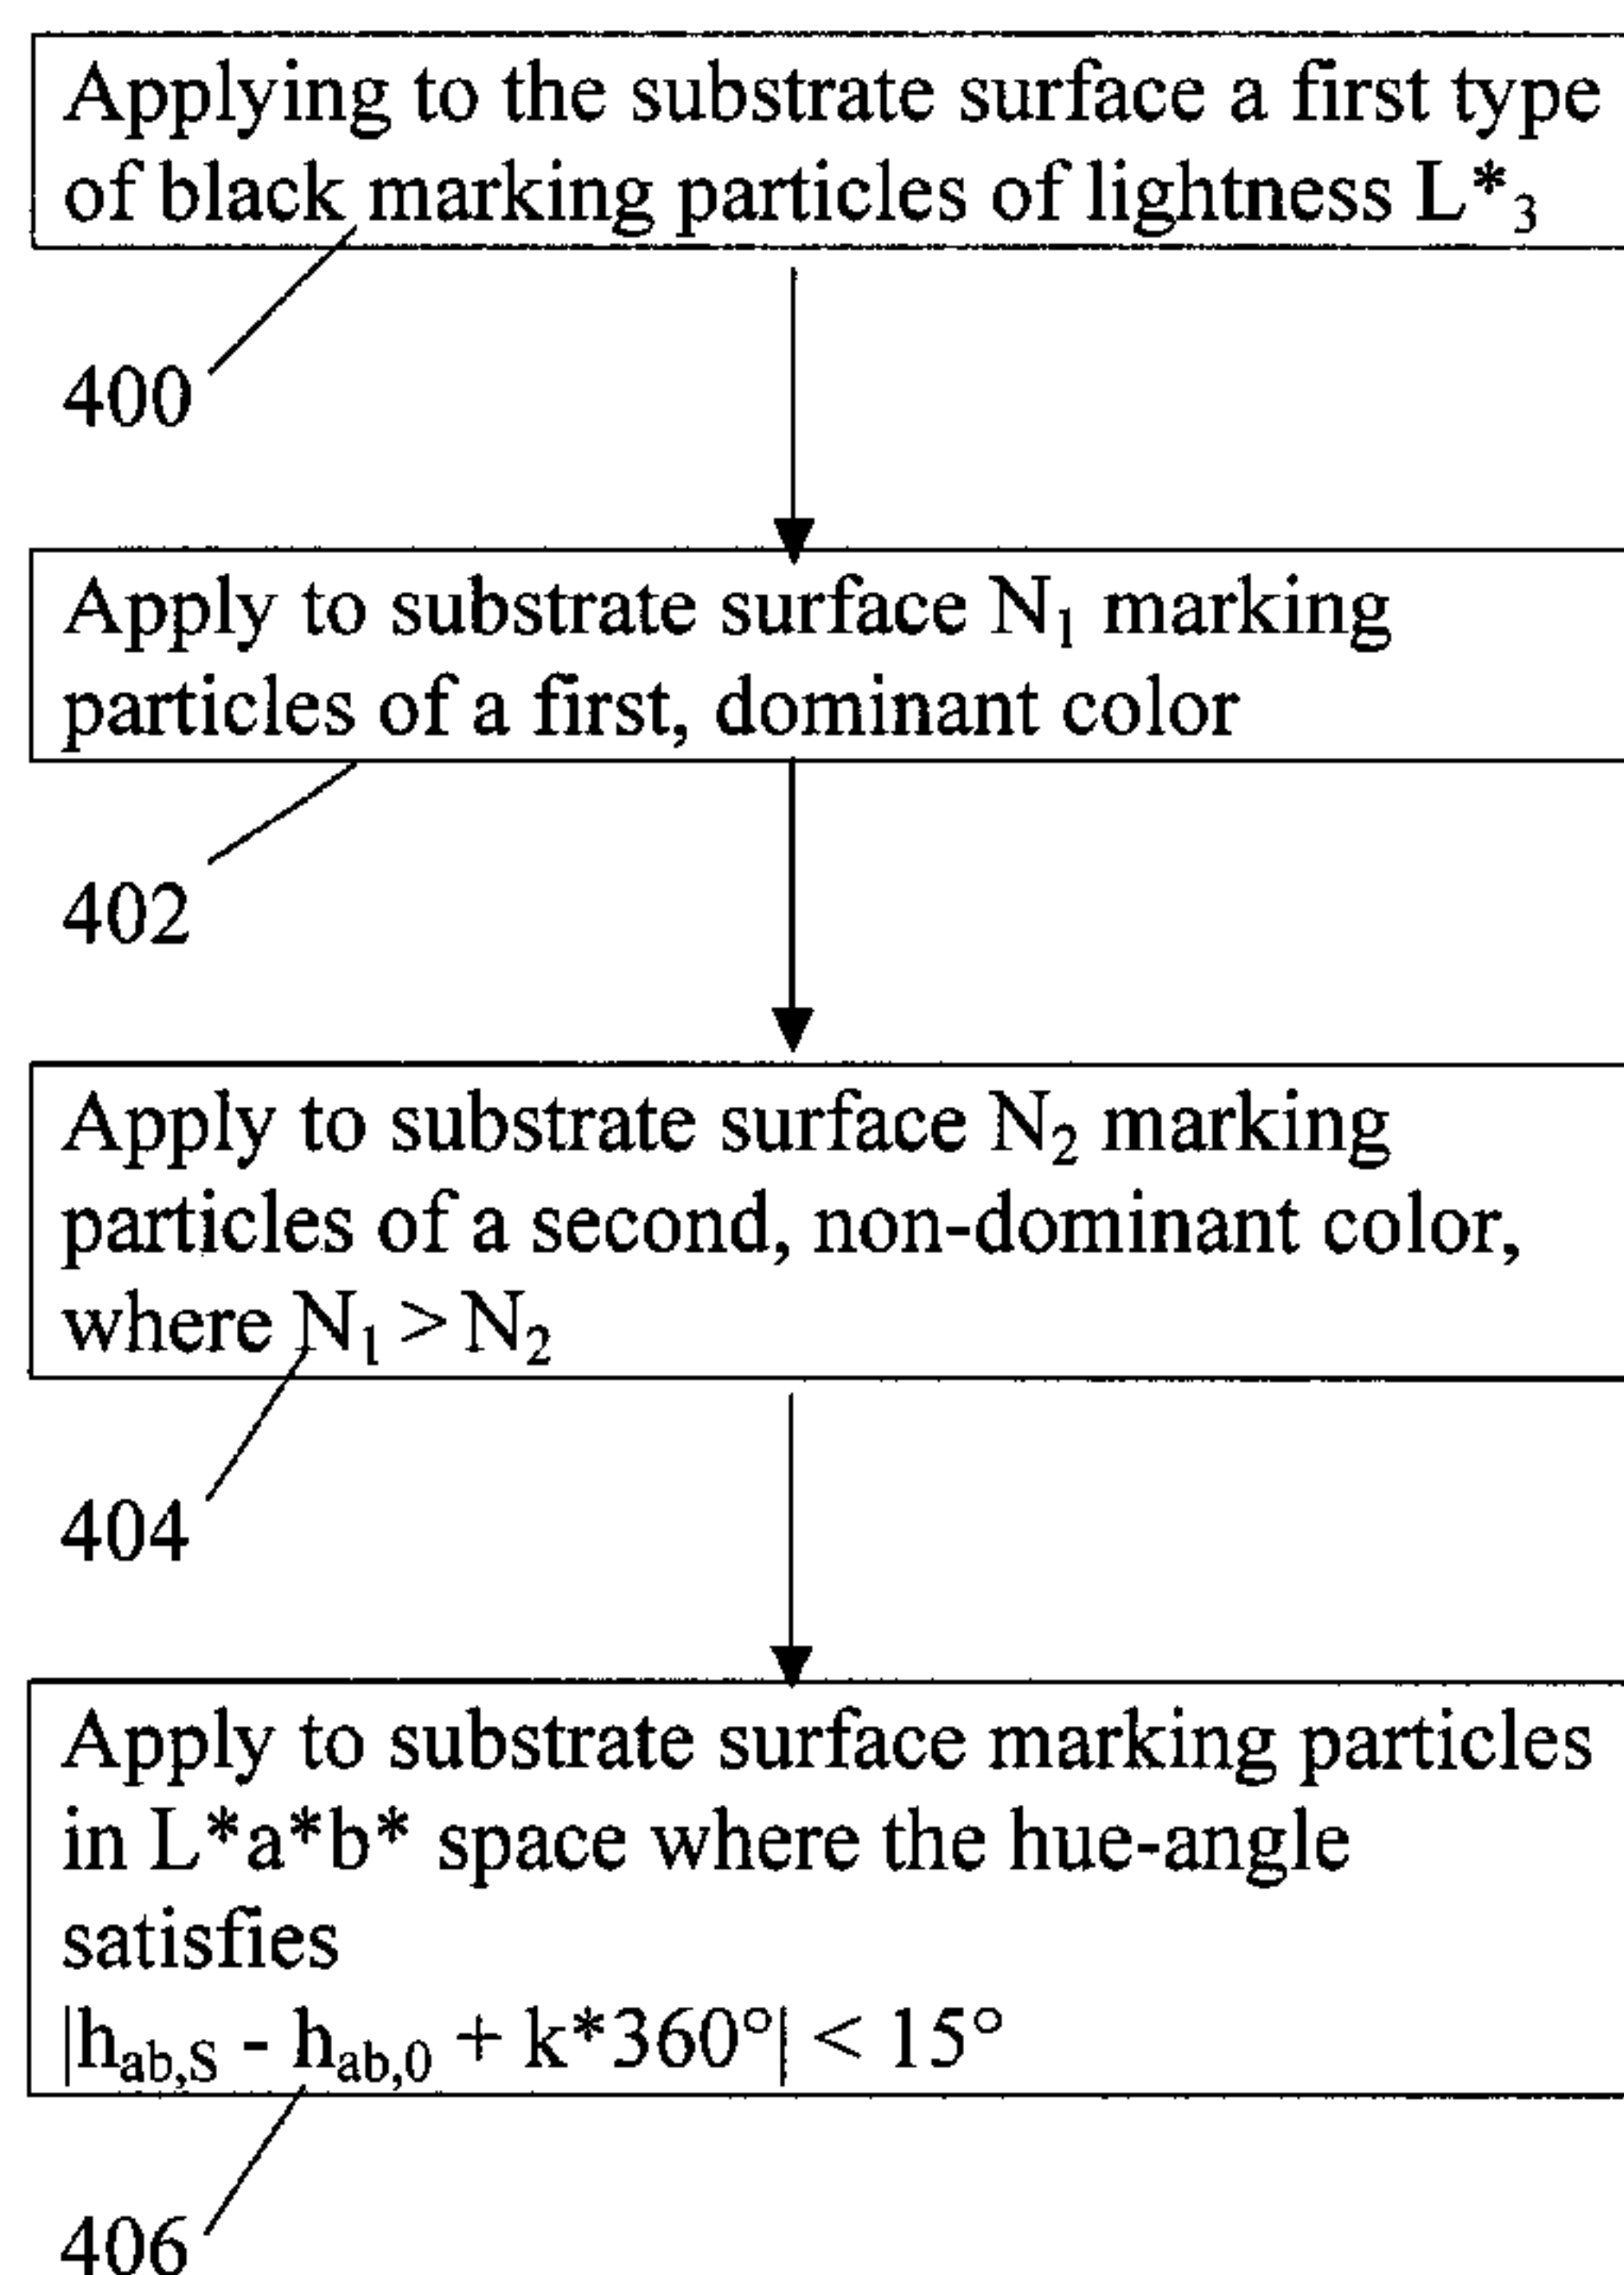 Applying to the substrate surface a first type
of black marking particles of lightness L*₃
400
Apply to substrate surface N₁ marking
particles of a first, dominant color
402
Apply to substrate surface N₂ marking
particles of a second, non-dominant color,
where N₁ > N₂
404
Apply to substrate surface marking particles
in L*a*b* space where the hue-angle
satisfies
|h_ab,S - h_ab,0 + k*360°| < 15°
406